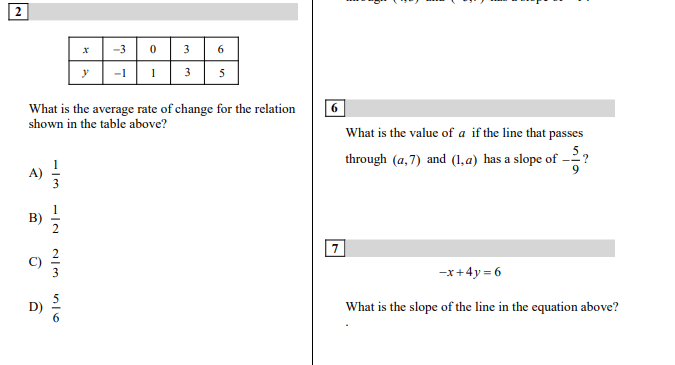 2
x −3 0 3 6
y −1 1 3 5
What is the average rate of change for the relation
shown in the table above?
A) 1/3
B) 1/2
C) 2/3
D) 5/6
6
What is the value of a if the line that passes
through (a,7) and (1,a) has a slope of −5/9?
7
−x+4y=6
What is the slope of the line in the equation above?
.